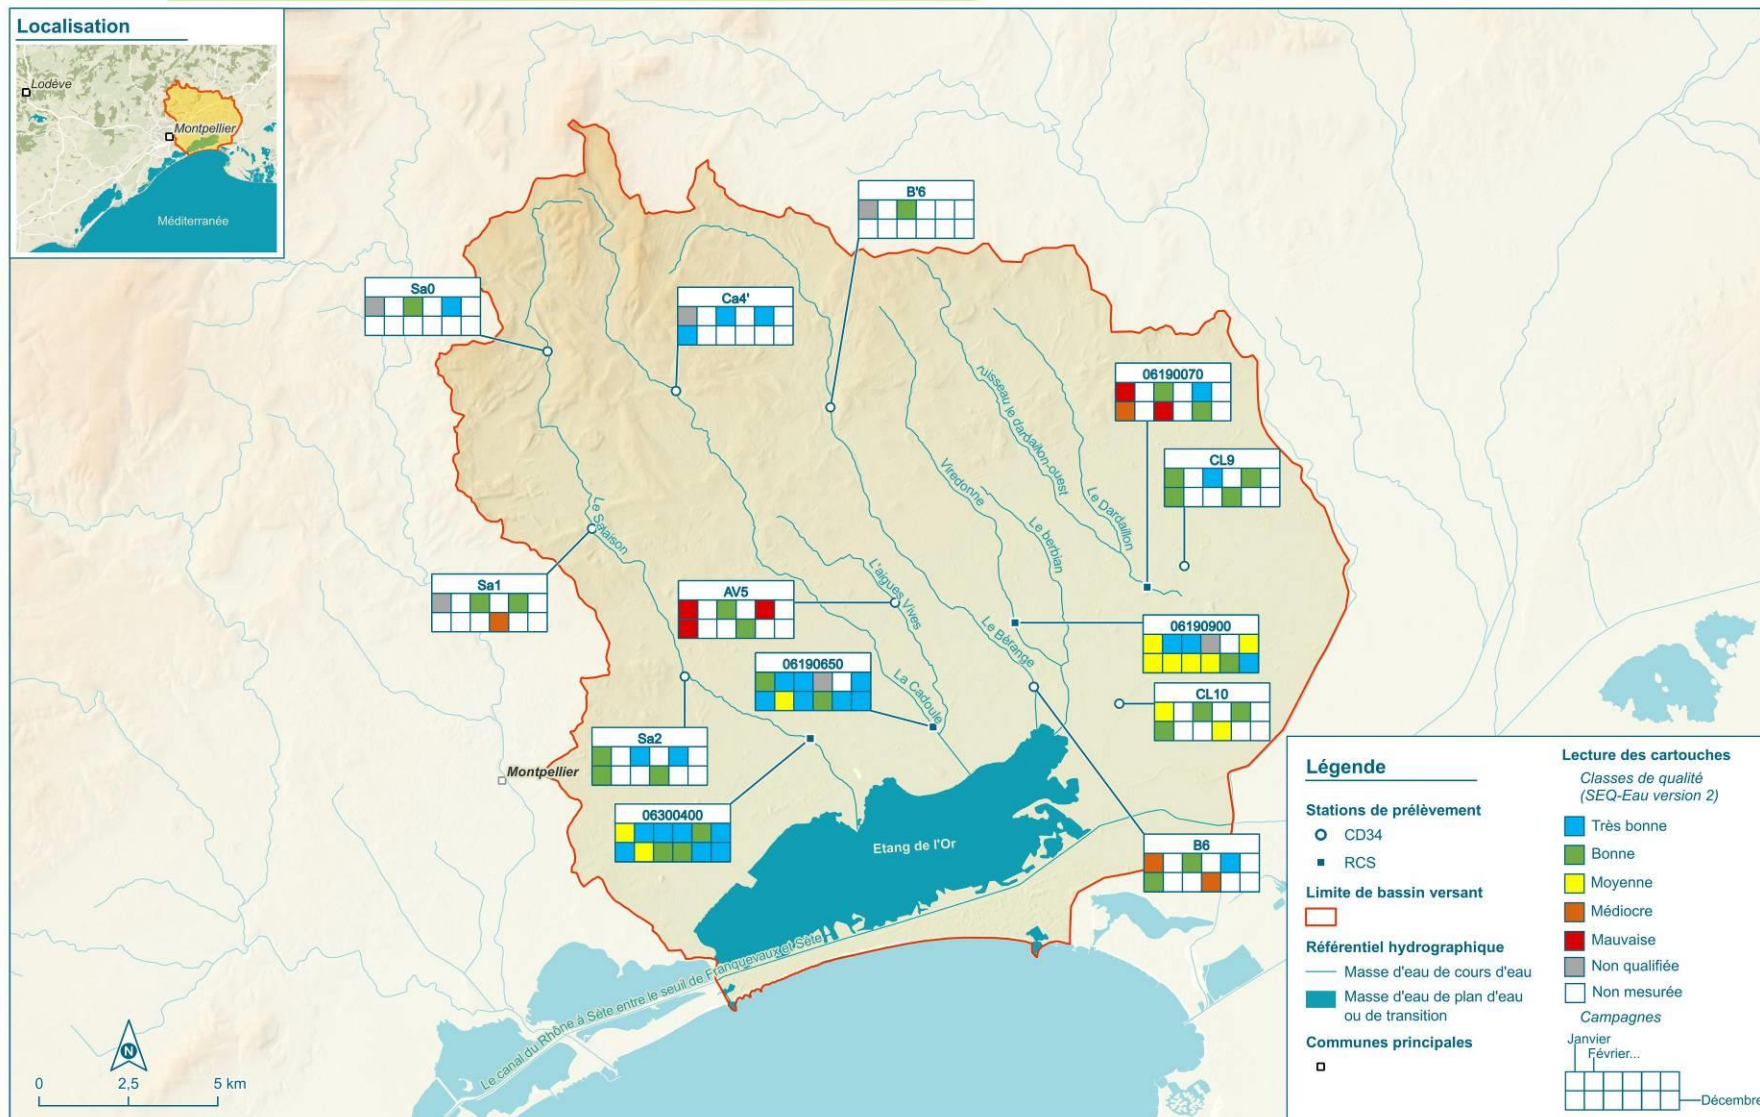 Localisation
Lodève
Montpellier
Méditerranée
B'6
Sa0
Ca4'
06190070
CL9
uisseau le dardaillon-ouest
Viredonne
Le Dardaillon
Le berbian
Le Salaison
L'aigues Vives
Sa1
AV5
Le Bérange
06190900
06190650
La Cadoule
CL10
Sa2
Montpellier
06300400
Etang de l'Or
B6
Le canal du Rhône à Sète entre le seuil de Franquevaux et Sète
N
0 2,5 5 km
Légende
Stations de prélèvement
CD34
RCS
Limite de bassin versant
Référentiel hydrographique
Masse d'eau de cours d'eau
Masse d'eau de plan d'eau
ou de transition
Communes principales
Lecture des cartouches
Classes de qualité
(SEQ-Eau version 2)
Très bonne
Bonne
Moyenne
Médiocre
Mauvaise
Non qualifiée
Non mesurée
Campagnes
Janvier
Février...
Décembre